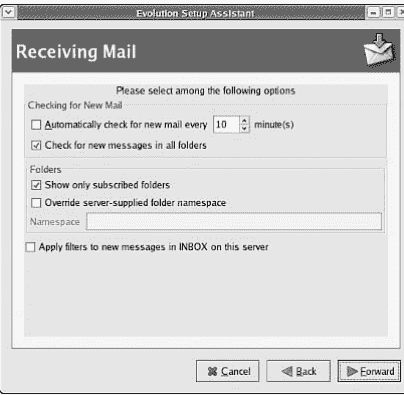 Evolution Setup Assistant
Receiving Mail
Please select among the following options
Checking for New Mail
Automatically check for new mail every 10 minute(s)
Check for new messages in all folders
Folders
Show only subscribed folders
Override server-supplied folder namespace
Namespace
Apply filters to new messages in INBOX on this server
Cancel Back Forward